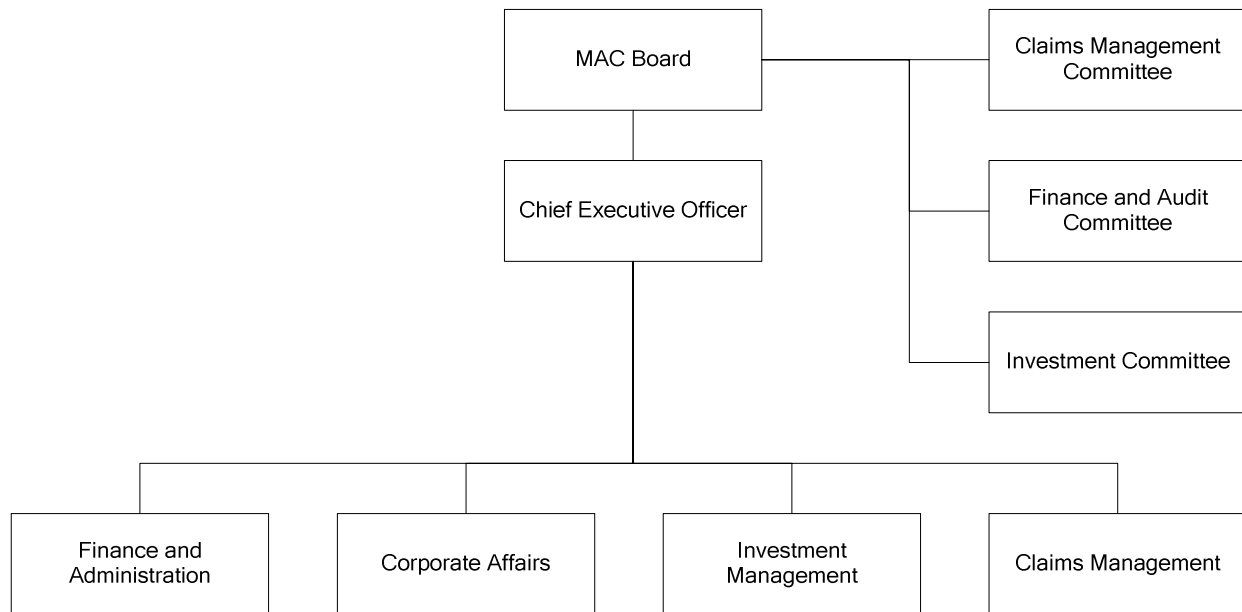 MAC Board
Claims Management
Committee
Chief Executive Officer
Finance and Audit
Committee
Investment Committee
Finance and
Administration
Corporate Affairs
Investment
Management
Claims Management